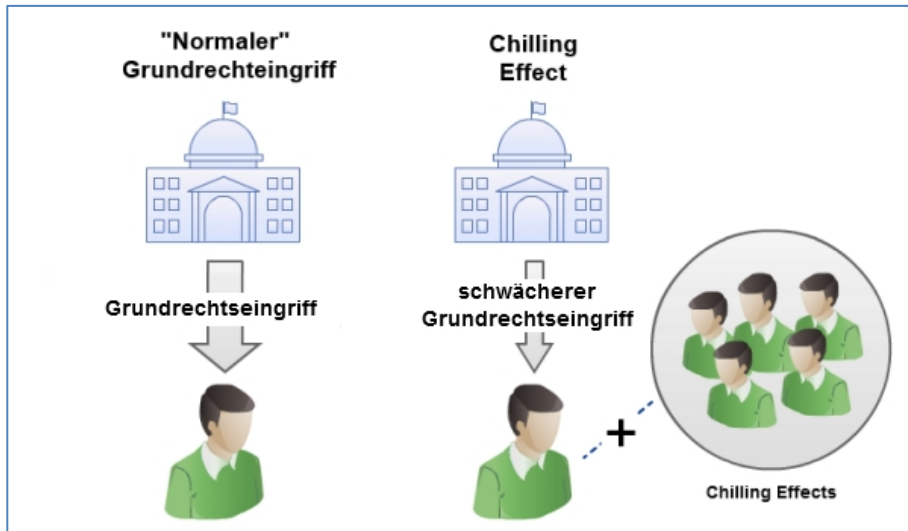 "Normaler"
Grundrechteingriff
Chilling
Effect
Grundrechtseingriff
schwächerer
Grundrechtseingriff
+
Chilling Effects